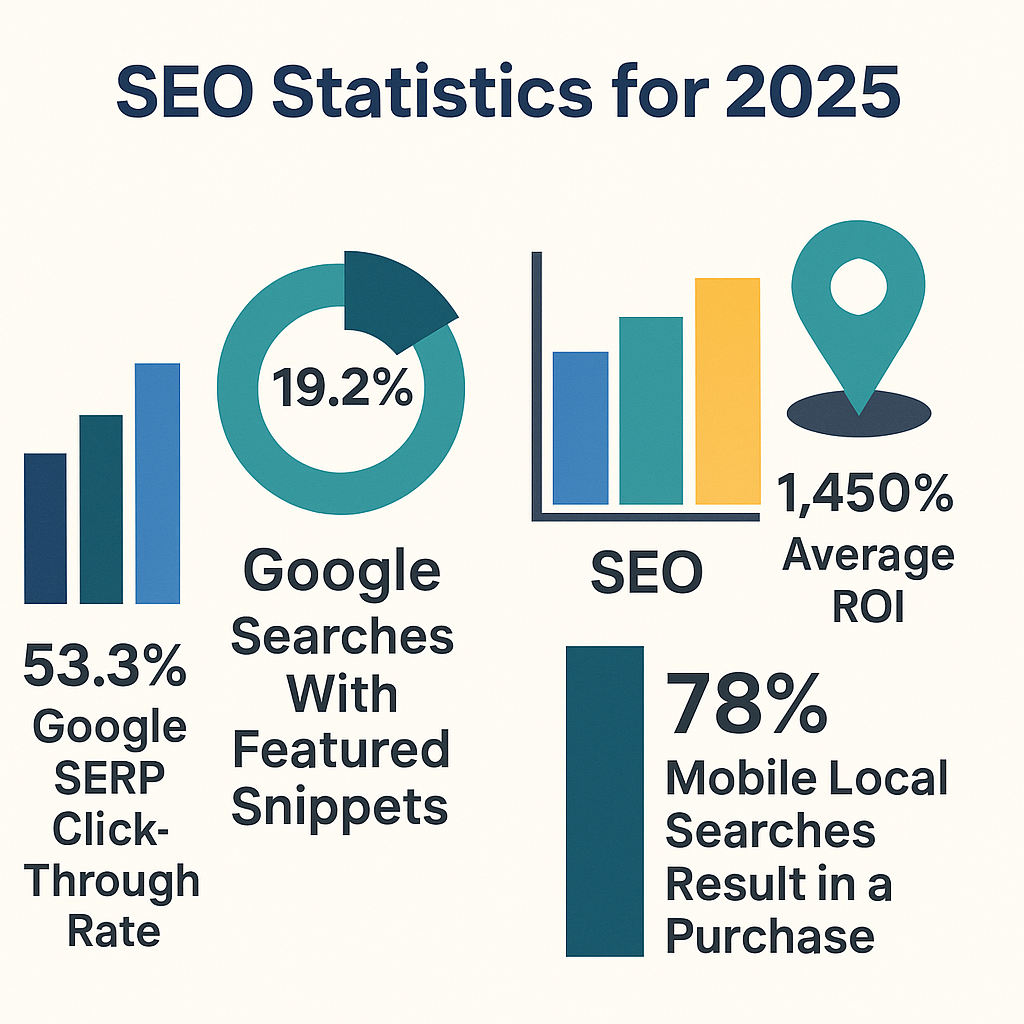 SEO Statistics for 2025
53.3%
Google
SERP
Click-
Through
Rate
19.2%
Google
Searches
With
Featured
Snippets
SEO
1,450%
Average
ROI
78%
Mobile Local
Searches
Result in a
Purchase